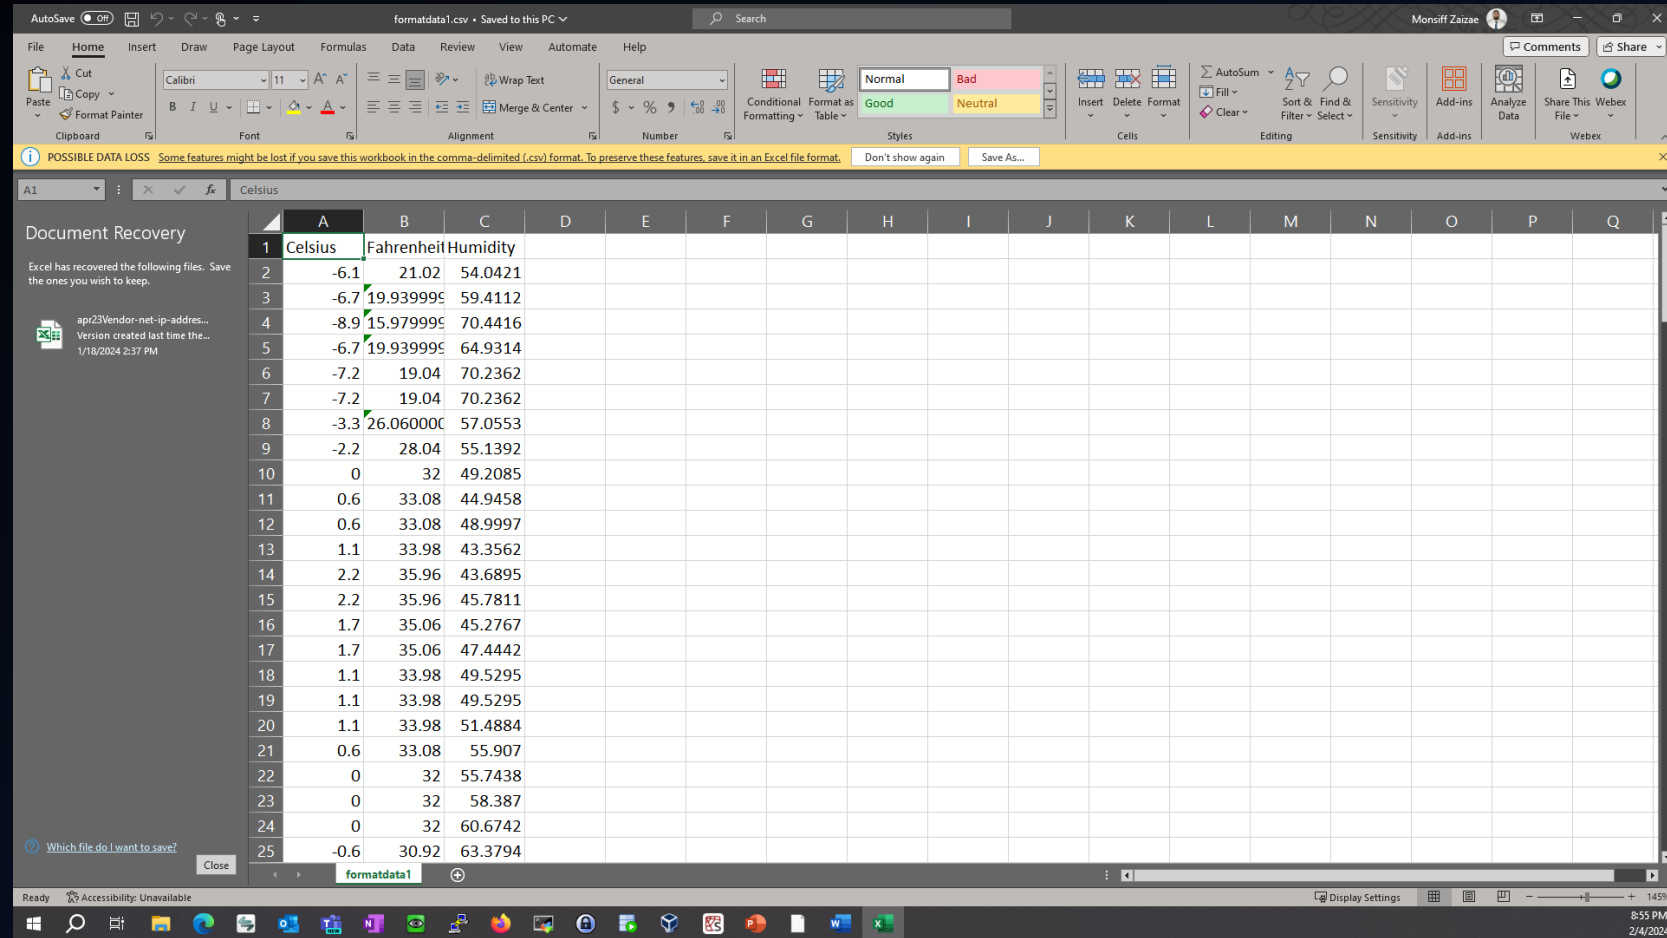 AutoSave Off
formatdata1.csv • Saved to this PC
Search
Monsiff Zaizae
File Home Insert Draw Page Layout Formulas Data Review View Automate Help
Comments Share
Paste
Cut
Copy
Format Painter
Clipboard
Calibri 11
B I U
Font
Wrap Text
Merge & Center
Alignment
General
$ %
Number
Conditional Formatting
Format as Table
Normal Bad
Good Neutral
Styles
Insert Delete Format
Cells
AutoSum
Fill
Clear
Sort & Filter
Find & Select
Editing
Sensitivity
Sensitivity
Add-ins
Add-ins
Analyze Data
Share This File
Webex
Webex
POSSIBLE DATA LOSS Some features might be lost if you save this workbook in the comma-delimited (.csv) format. To preserve these features, save it in an Excel file format. Don't show again Save As...
A1 fx Celsius
Document Recovery
Excel has recovered the following files. Save
the ones you wish to keep.
apr23Vendor-net-ip-addres...
Version created last time the...
1/18/2024 2:37 PM
Which file do I want to save?
Close
A B C D E F G H I J K L M N O P Q
1 Celsius Fahrenheit Humidity
2 -6.1 21.02 54.0421
3 -6.7 19.939999 59.4112
4 -8.9 15.979999 70.4416
5 -6.7 19.939999 64.9314
6 -7.2 19.04 70.2362
7 -7.2 19.04 70.2362
8 -3.3 26.060000 57.0553
9 -2.2 28.04 55.1392
10 0 32 49.2085
11 0.6 33.08 44.9458
12 0.6 33.08 48.9997
13 1.1 33.98 43.3562
14 2.2 35.96 43.6895
15 2.2 35.96 45.7811
16 1.7 35.06 45.2767
17 1.7 35.06 47.4442
18 1.1 33.98 49.5295
19 1.1 33.98 49.5295
20 1.1 33.98 51.4884
21 0.6 33.08 55.907
22 0 32 55.7438
23 0 32 58.387
24 0 32 60.6742
25 -0.6 30.92 63.3794
formatdata1
Ready Accessibility: Unavailable
Display Settings
145%
8:55 PM
2/4/2024